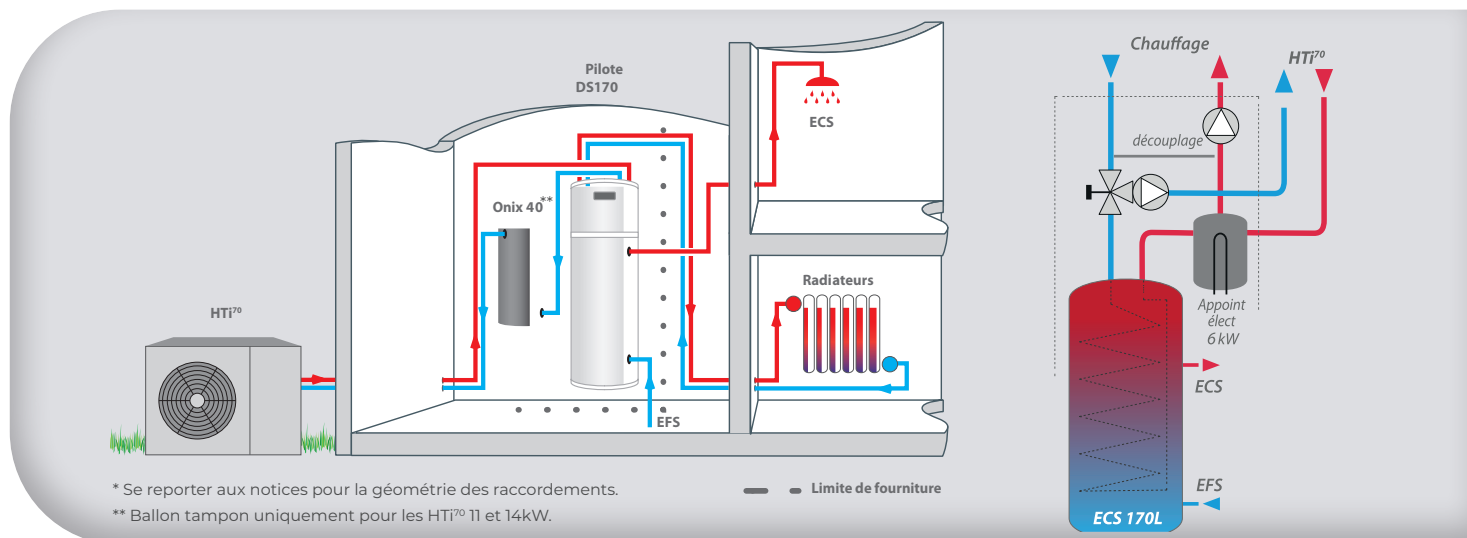 Pilote
DS170
ECS
Onix 40**
Radiateurs
HTi⁷⁰
EFS
* Se reporter aux notices pour la géométrie des raccordements.
** Ballon tampon uniquement pour les HTi⁷⁰ 11 et 14kW.
Limite de fourniture
Chauffage
HTi⁷⁰
découplage
Appoint
élect
6 kW
ECS
EFS
ECS 170L